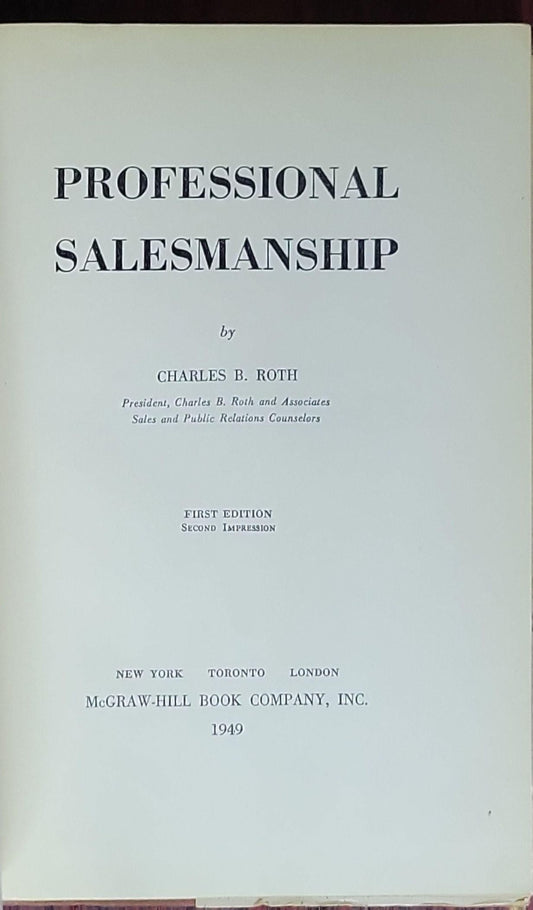 PROFESSIONAL
SALESMANSHIP
by
CHARLES B. ROTH
President, Charles B. Roth and Associates
Sales and Public Relations Counselors
FIRST EDITION
SECOND IMPRESSION
NEW YORK TORONTO LONDON
McGRAW-HILL BOOK COMPANY, INC.
1949